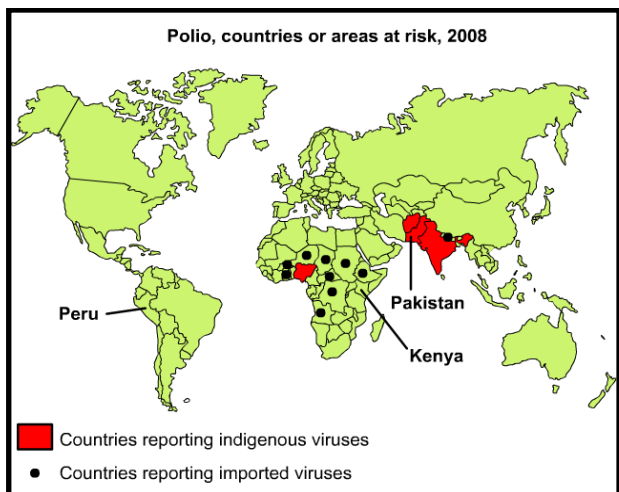 Polio, countries or areas at risk, 2008
Peru
Pakistan
Kenya
Countries reporting indigenous viruses
Countries reporting imported viruses